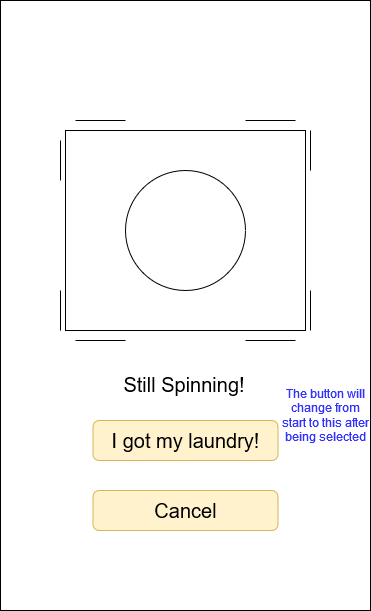 Still Spinning!
The button will
change from
start to this after
being selected
I got my laundry!
Cancel